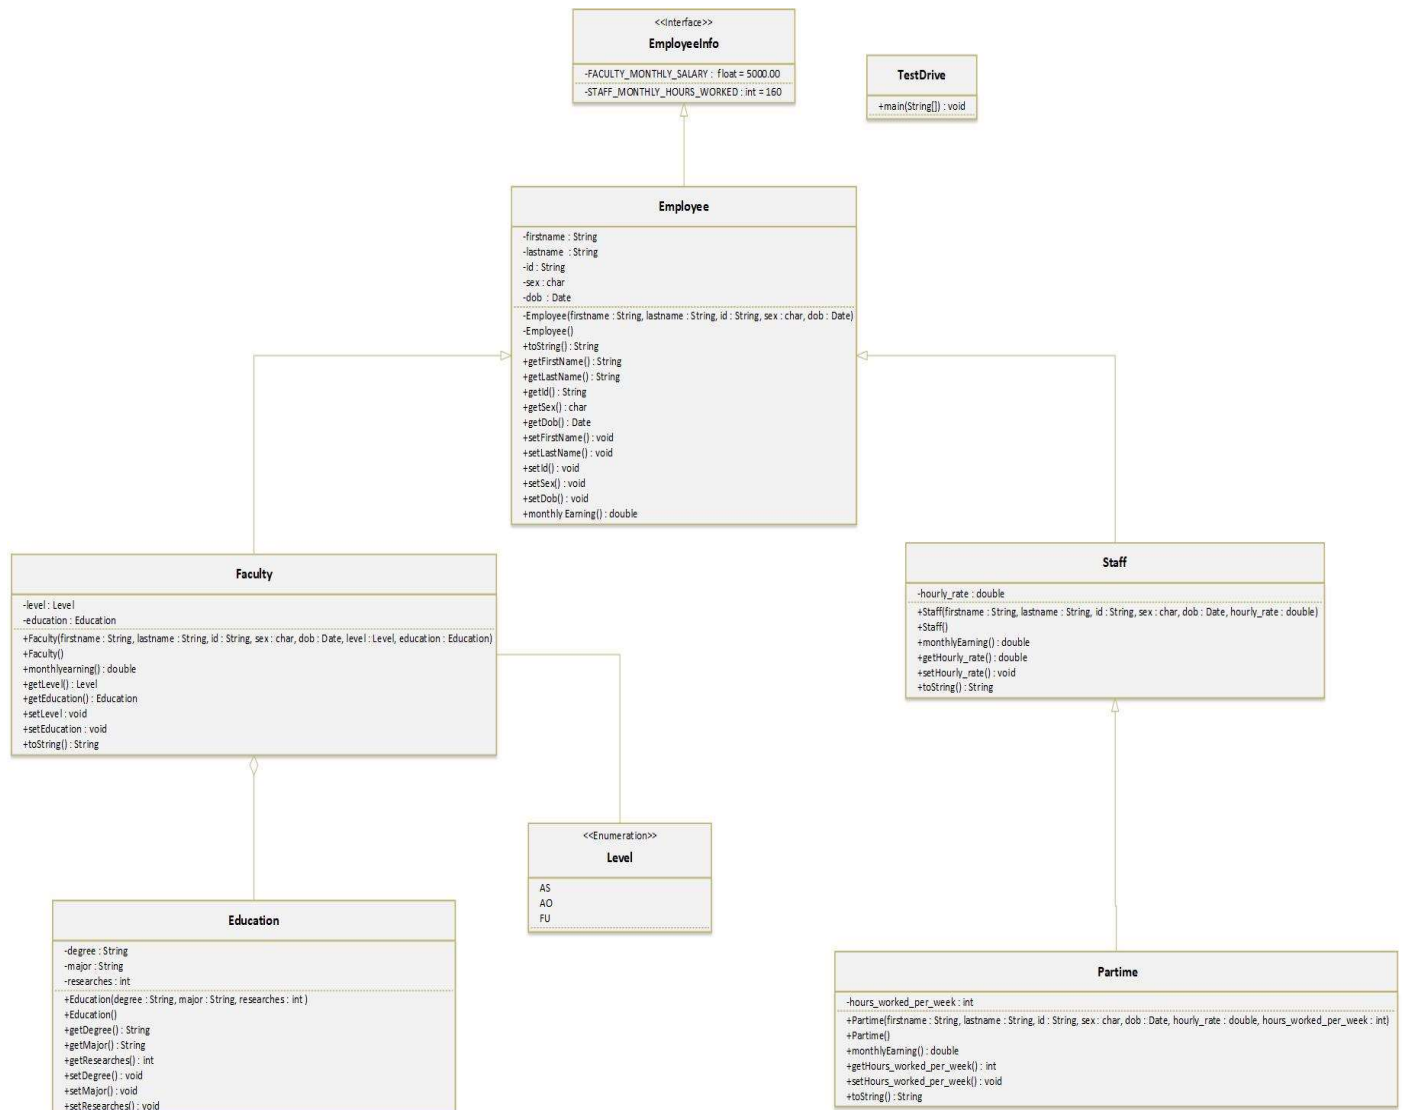 <<Interface>>
EmployeeInfo
-FACULTY_MONTHLY_SALARY : float = 5000.00
-STAFF_MONTHLY_HOURS_WORKED : int = 160
TestDrive
+main(String[]) : void
Employee
-firstname : String
-lastname : String
-id : String
-sex : char
-dob : Date
-Employee(firstname : String, lastname : String, id : String, sex : char, dob : Date)
-Employee()
+toString() : String
+getFirstName() : String
+getLastName() : String
+getId() : String
+getSex() : char
+getDob() : Date
+setFirstName() : void
+setLastName() : void
+setId() : void
+setSex() : void
+setDob() : void
+monthly Earning() : double
Faculty
-level : Level
-education : Education
+Faculty(firstname : String, lastname : String, id : String, sex : char, dob : Date, level : Level, education : Education)
+Faculty()
+monthlyearning() : double
+getLevel() : Level
+getEducation() : Education
+setLevel : void
+setEducation : void
+toString() : String
Staff
-hourly_rate : double
+Staff(firstname : String, lastname : String, id : String, sex : char, dob : Date, hourly_rate : double)
+Staff()
+monthlyEarning() : double
+getHourly_rate() : double
+setHourly_rate() : void
+toString() : String
<<Enumeration>>
Level
AS
AO
FU
Education
-degree : String
-major : String
-researches : int
+Education(degree : String, major : String, researches : int )
+Education()
+getDegree() : String
+getMajor() : String
+getResearches() : int
+setDegree() : void
+setMajor() : void
+setResearches() : void
Partime
-hours_worked_per_week : int
+Partime(firstname : String, lastname : String, id : String, sex : char, dob : Date, hourly_rate : double, hours_worked_per_week : int)
+Partime()
+monthlyEarning() : double
+getHours_worked_per_week() : int
+setHours_worked_per_week() : void
+toString() : String